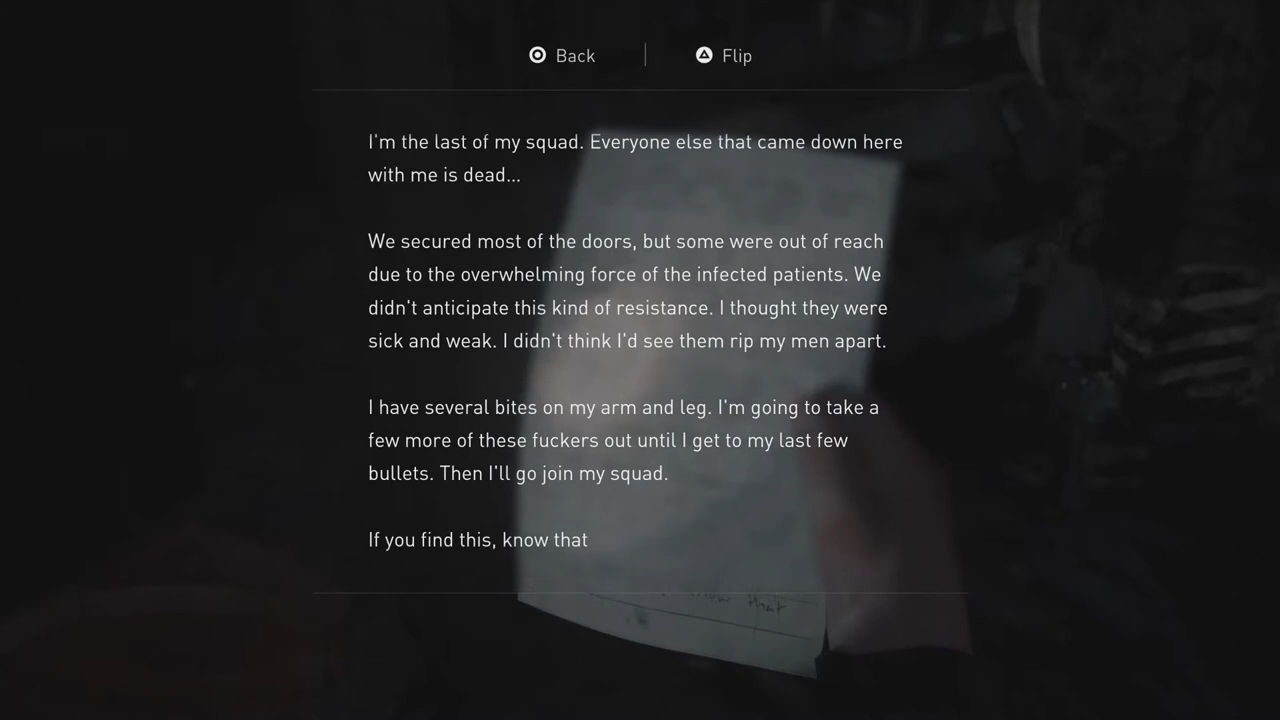 Back
Flip
I'm the last of my squad. Everyone else that came down here
with me is dead...
We secured most of the doors, but some were out of reach
due to the overwhelming force of the infected patients. We
didn't anticipate this kind of resistance. I thought they were
sick and weak. I didn't think I'd see them rip my men apart.
I have several bites on my arm and leg. I'm going to take a
few more of these fuckers out until I get to my last few
bullets. Then I'll go join my squad.
If you find this, know that
know that